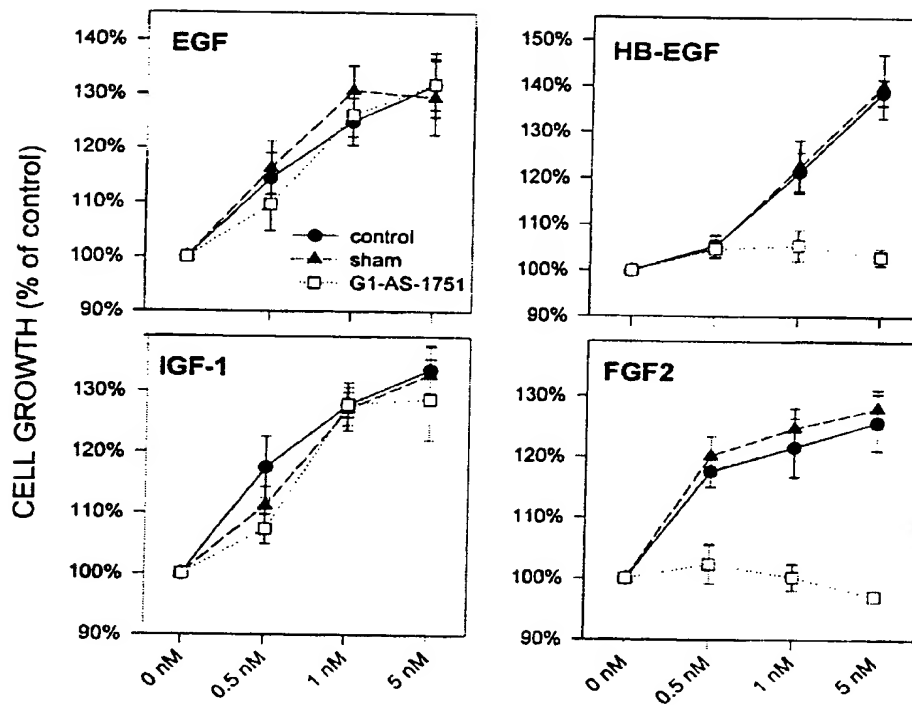 CELL GROWTH (% of control)
EGF
140%
130%
120%
110%
100%
90%
control
sham
G1-AS-1751
HB-EGF
150%
140%
130%
120%
110%
100%
90%
IGF-1
130%
120%
110%
100%
90%
0 nM
0.5 nM
1 nM
5 nM
FGF2
130%
120%
110%
100%
90%
0 nM
0.5 nM
1 nM
5 nM